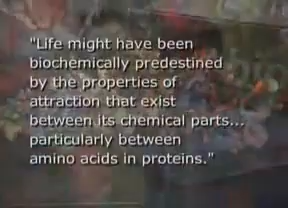 "Life might have been
biochemically predestined
by the properties of
attraction that exist
between its chemical parts...
particularly between
amino acids in proteins."